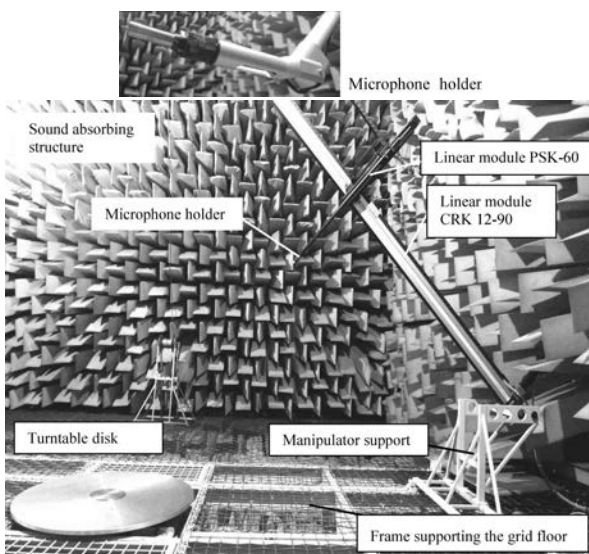 Microphone holder
Sound absorbing
structure
Linear module PSK-60
Linear module
CRK 12-90
Microphone holder
Turntable disk
Manipulator support
Frame supporting the grid floor